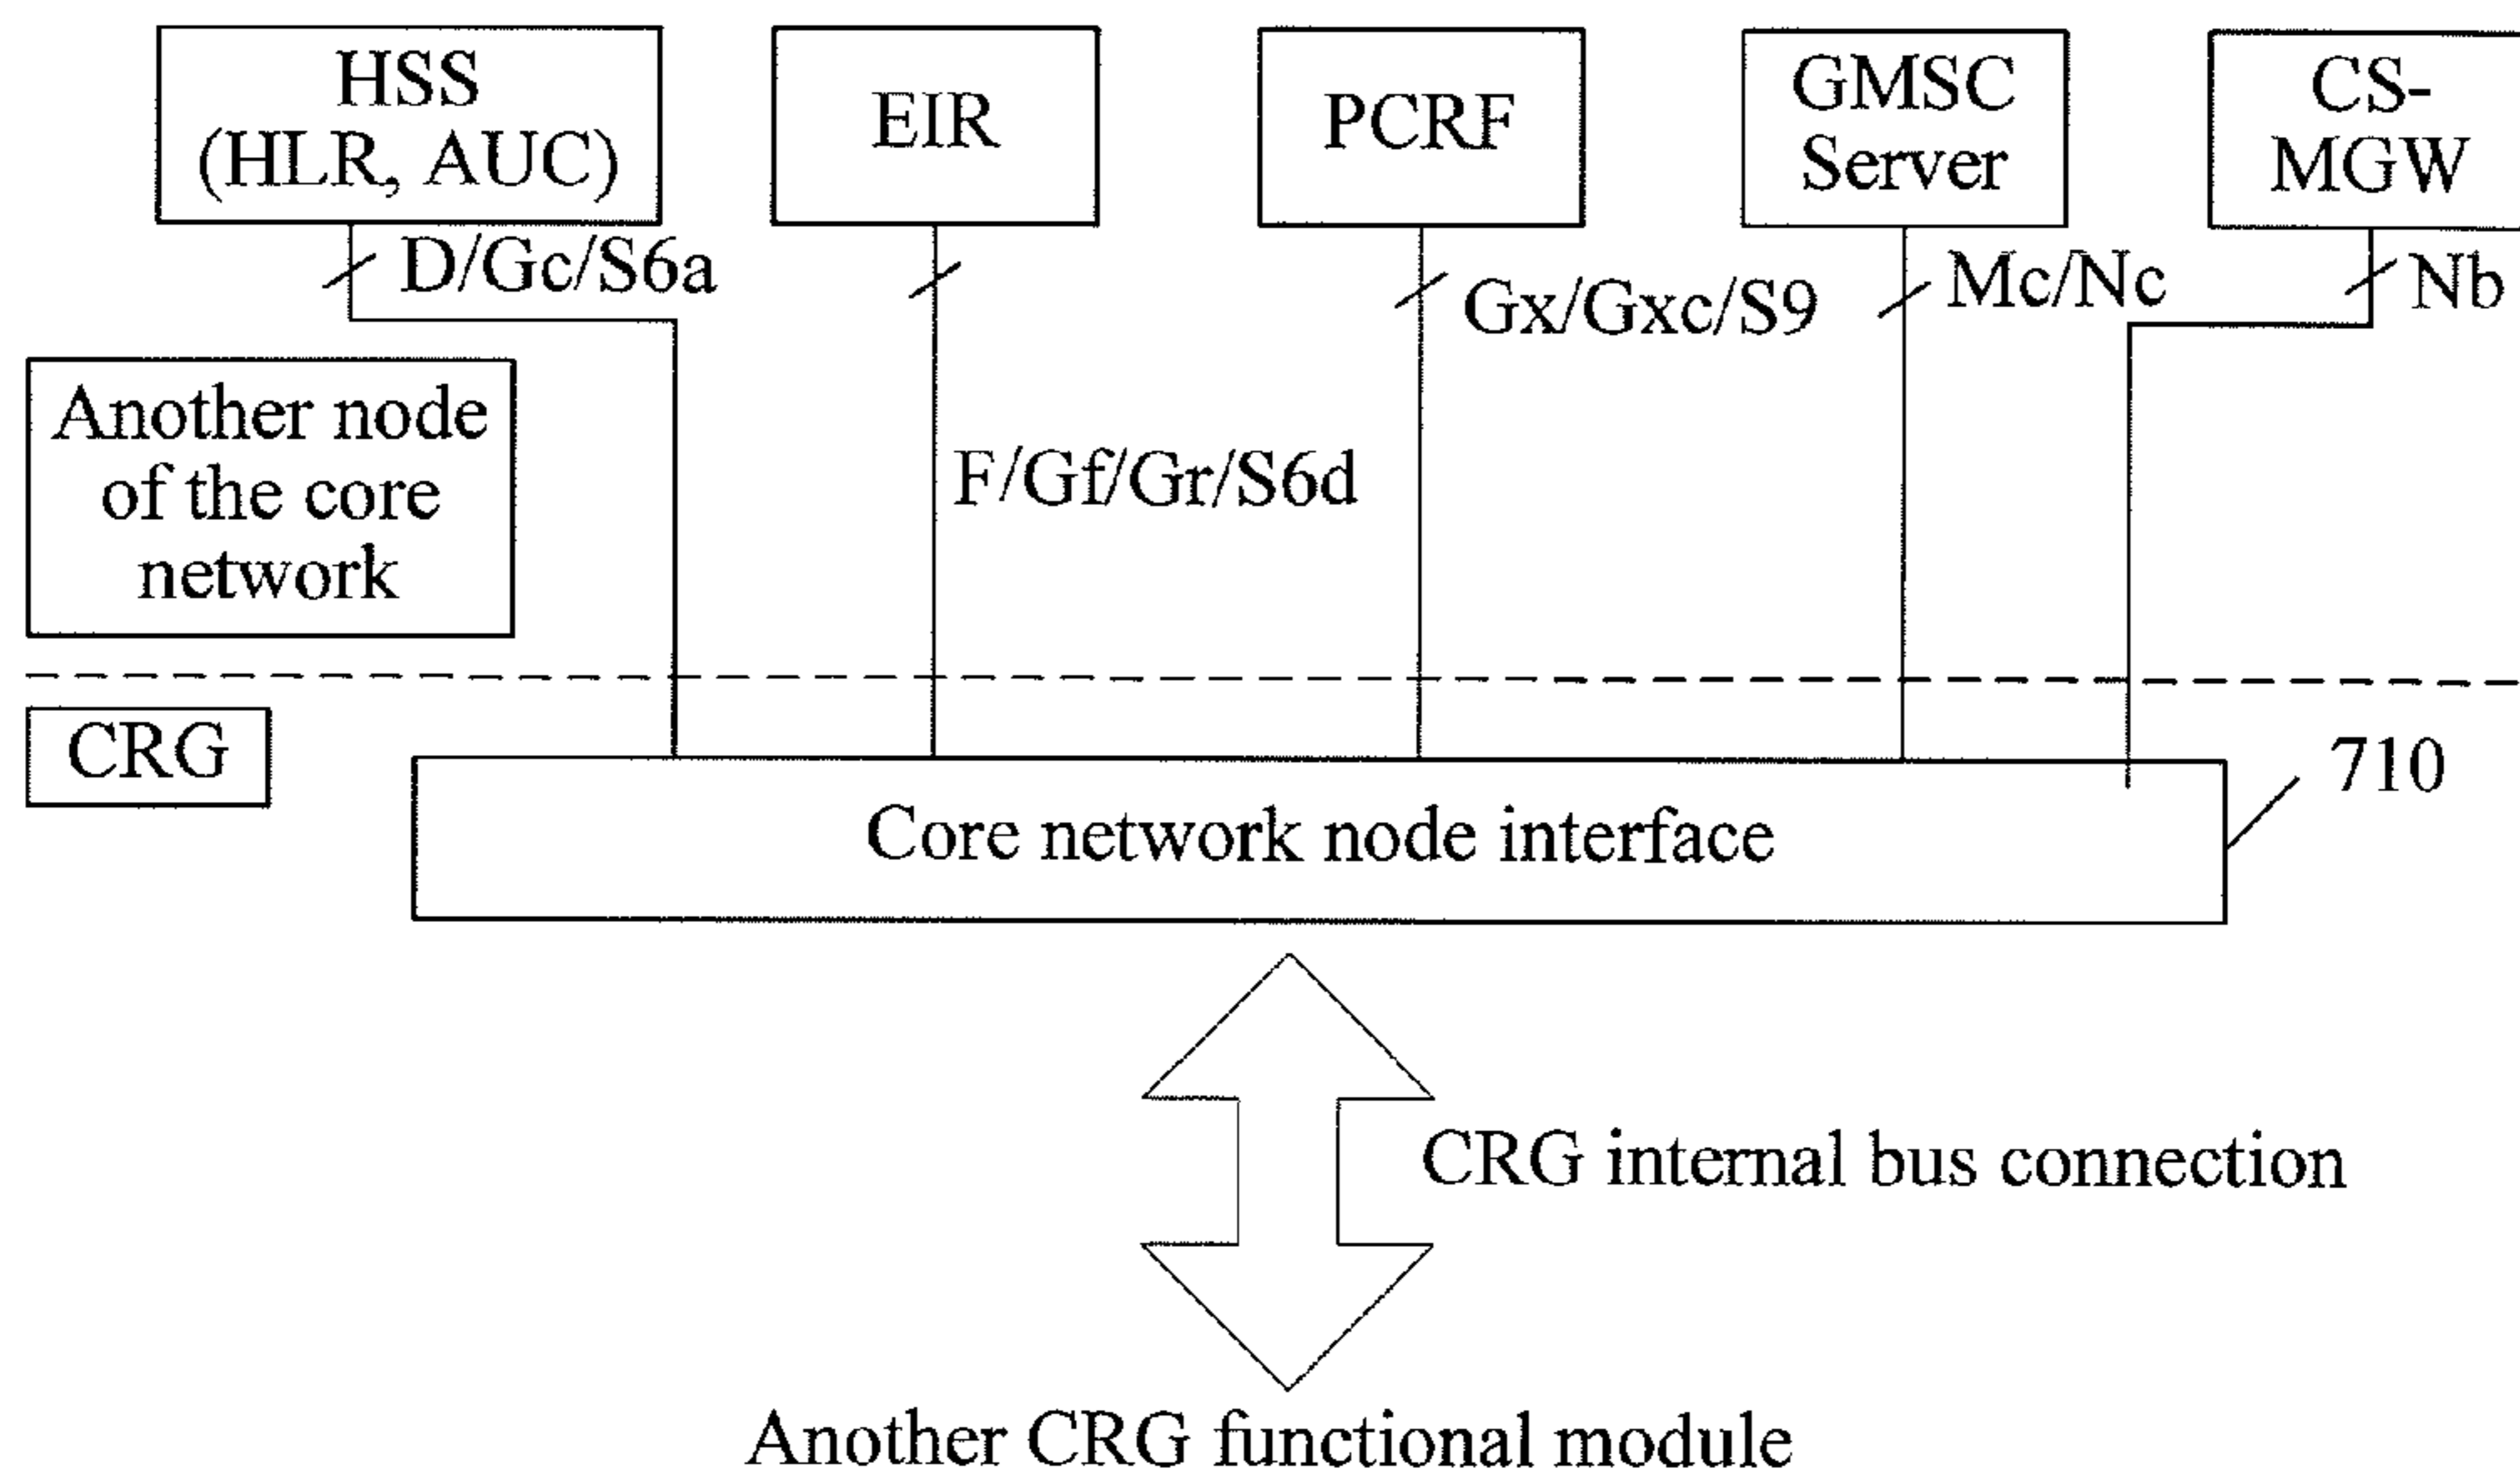 HSS
(HLR, AUC)
EIR
PCRF
GMSC
Server
CS-
MGW
D/Gc/S6a
Gx/Gxc/S9
Mc/Nc
Nb
Another node
of the core
network
F/Gf/Gr/S6d
CRG
710
Core network node interface
CRG internal bus connection
Another CRG functional module